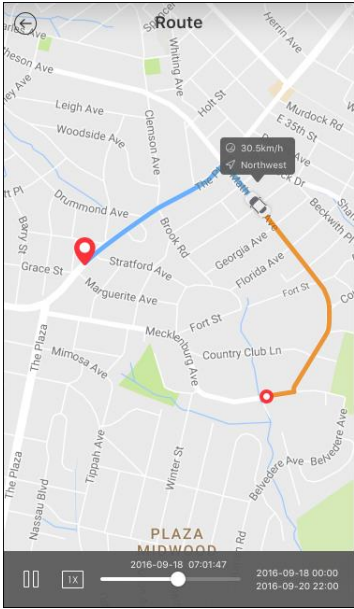 Route
Whiting Ave
Herrin Ave
Leigh Ave
Clemson Ave
Holt St
Murdock Rd
E 35th St
Woodside Ave
30.5km/h
Northwest
The Pl
Drummond Ave
Beckwith Pl
Barry St
Brook Rd
Georgia Ave
Grace St
Stratford Ave
Florida Ave
Marguerite Ave
Fort St
Fort St
Mecklenburg Ave
The Plaza
Mimosa Ave
Country Club Ln
Tippah Ave
Winter St
Belvedere Ave
Belvedere Ave
The Plaza
Nassau Blvd
PLAZA
MIDWOOD
2016-09-18 07:01:47
1X
2016-09-18 00:00
2016-09-20 22:00